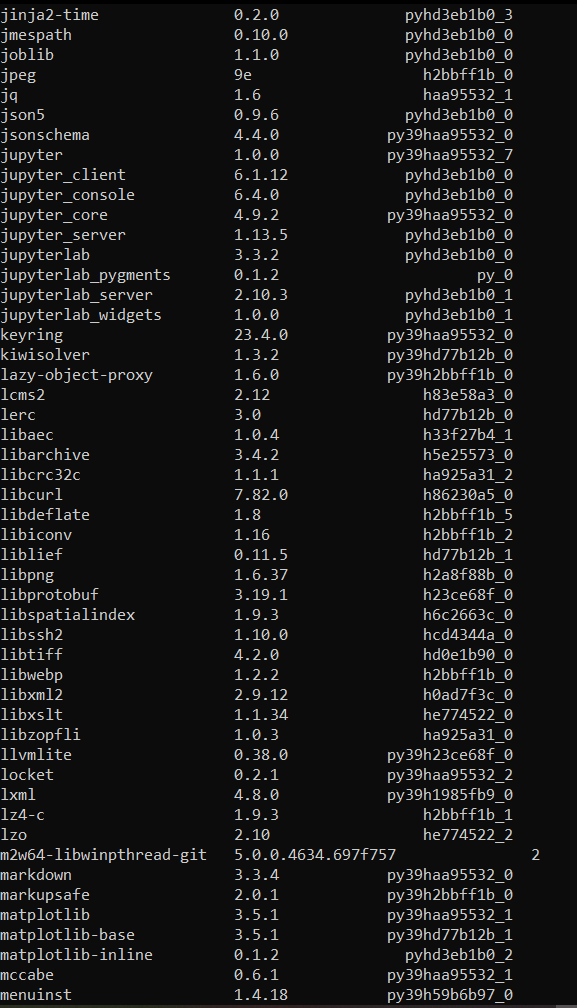 jinja2-time 0.2.0 pyhd3eb1b0_3
jmespath 0.10.0 pyhd3eb1b0_0
joblib 1.1.0 pyhd3eb1b0_0
jpeg 9e h2bbff1b_0
jq 1.6 haa95532_1
json5 0.9.6 pyhd3eb1b0_0
jsonschema 4.4.0 py39haa95532_0
jupyter 1.0.0 py39haa95532_7
jupyter_client 6.1.12 pyhd3eb1b0_0
jupyter_console 6.4.0 pyhd3eb1b0_0
jupyter_core 4.9.2 py39haa95532_0
jupyter_server 1.13.5 pyhd3eb1b0_0
jupyterlab 3.3.2 pyhd3eb1b0_0
jupyterlab_pygments 0.1.2 py_0
jupyterlab_server 2.10.3 pyhd3eb1b0_1
jupyterlab_widgets 1.0.0 pyhd3eb1b0_1
keyring 23.4.0 py39haa95532_0
kiwisolver 1.3.2 py39hd77b12b_0
lazy-object-proxy 1.6.0 py39h2bbff1b_0
lcms2 2.12 h83e58a3_0
lerc 3.0 hd77b12b_0
libaec 1.0.4 h33f27b4_1
libarchive 3.4.2 h5e25573_0
libcrc32c 1.1.1 ha925a31_2
libcurl 7.82.0 h86230a5_0
libdeflate 1.8 h2bbff1b_5
libiconv 1.16 h2bbff1b_2
liblief 0.11.5 hd77b12b_1
libpng 1.6.37 h2a8f88b_0
libprotobuf 3.19.1 h23ce68f_0
libspatialindex 1.9.3 h6c2663c_0
libssh2 1.10.0 hcd4344a_0
libtiff 4.2.0 hd0e1b90_0
libwebp 1.2.2 h2bbff1b_0
libxml2 2.9.12 h0ad7f3c_0
libxslt 1.1.34 he774522_0
libzopfli 1.0.3 ha925a31_0
llvmlite 0.38.0 py39h23ce68f_0
locket 0.2.1 py39haa95532_2
lxml 4.8.0 py39h1985fb9_0
lz4-c 1.9.3 h2bbff1b_1
lzo 2.10 he774522_2
m2w64-libwinpthread-git 5.0.0.4634.697f757 2
markdown 3.3.4 py39haa95532_0
markupsafe 2.0.1 py39h2bbff1b_0
matplotlib 3.5.1 py39haa95532_1
matplotlib-base 3.5.1 py39hd77b12b_1
matplotlib-inline 0.1.2 pyhd3eb1b0_2
mccabe 0.6.1 py39haa95532_1
menuinst 1.4.18 py39h59b6b97_0